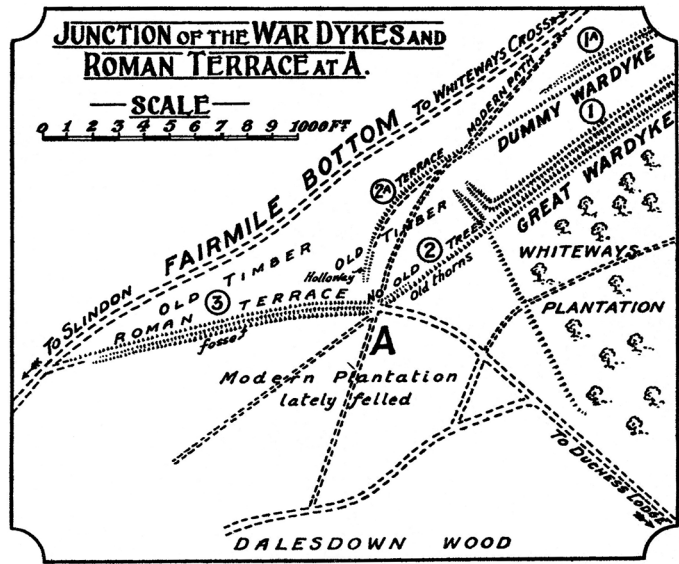 JUNCTION OF THE WAR DYKES AND
ROMAN TERRACE AT A.
SCALE
0 1 2 3 4 5 6 7 8 9 1000 FT
TO WHITEWAYS CROSS
1A
MODERN PATH
DUMMY WARDYKE
1
GREAT WARDYKE
FAIRMILE BOTTOM
2A TERRACE
OLD TIMBER
2
NO OLD TREES
Old thorns
Holloway
WHITEWAYS
PLANTATION
OLD TIMBER
3
ROMAN TERRACE
fosse?
TO SLINDON
A
Modern Plantation
lately felled
TO DUCHESS LODGE
DALESDOWN WOOD